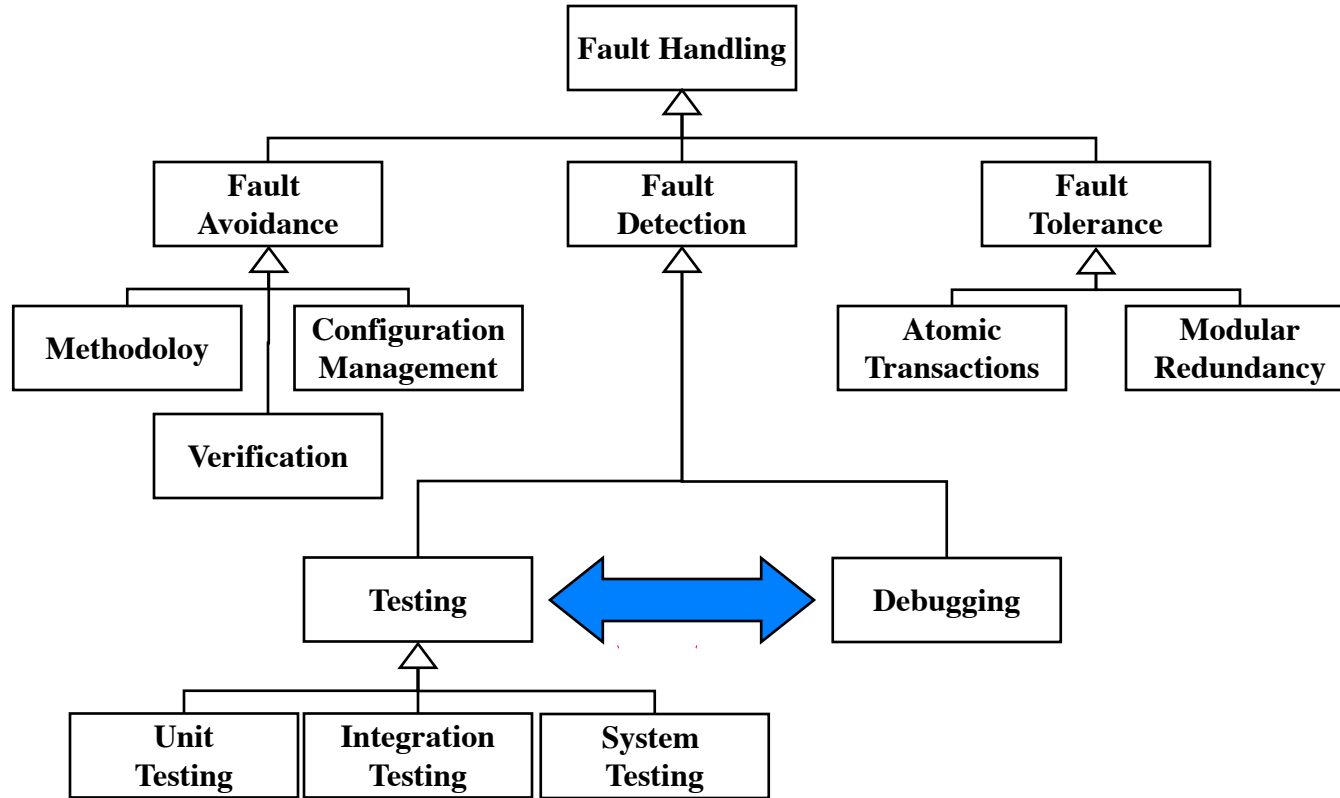 Fault Handling
Fault
Avoidance
Fault
Detection
Fault
Tolerance
Methodoloy
Configuration
Management
Atomic
Transactions
Modular
Redundancy
Verification
Testing
Debugging
Unit
Testing
Integration
Testing
System
Testing